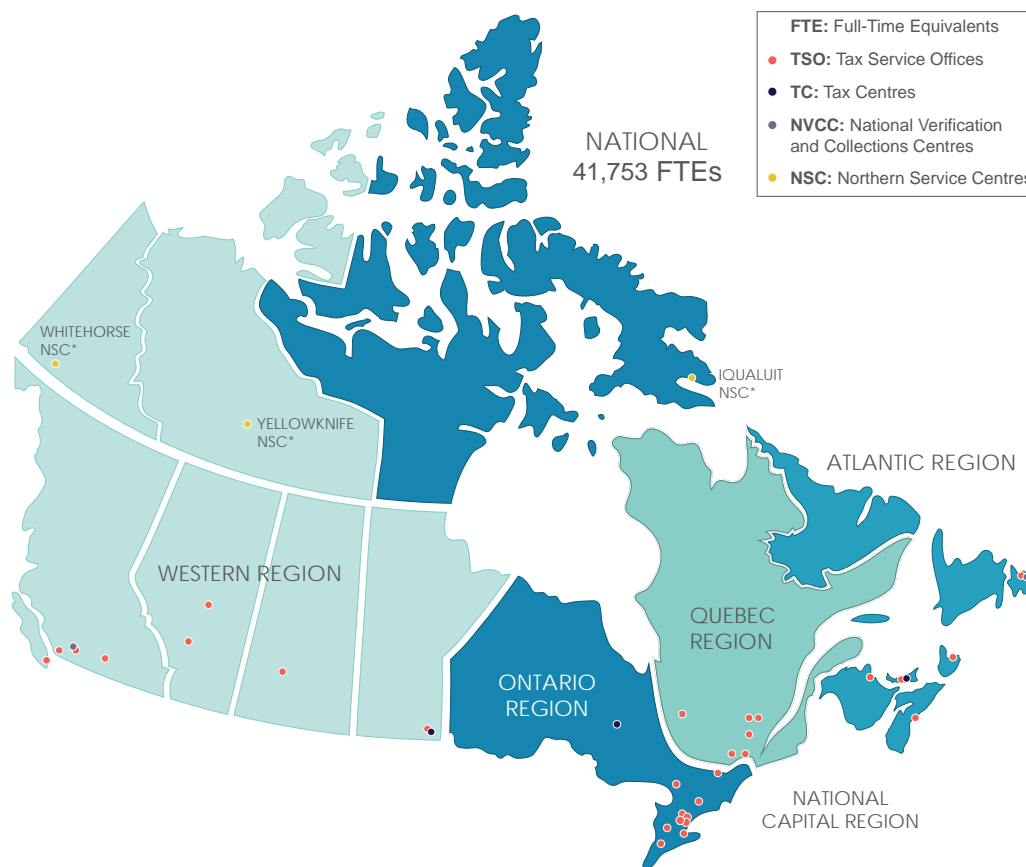 FTE: Full-Time Equivalents
TSO: Tax Service Offices
TC: Tax Centres
NVCC: National Verification
and Collections Centres
NSC: Northern Service Centres
NATIONAL
41,753 FTEs
WHITEHORSE
NSC*
YELLOWKNIFE
NSC*
IQUALUIT
NSC*
ATLANTIC REGION
WESTERN REGION
QUEBEC
REGION
ONTARIO
REGION
NATIONAL
CAPITAL REGION